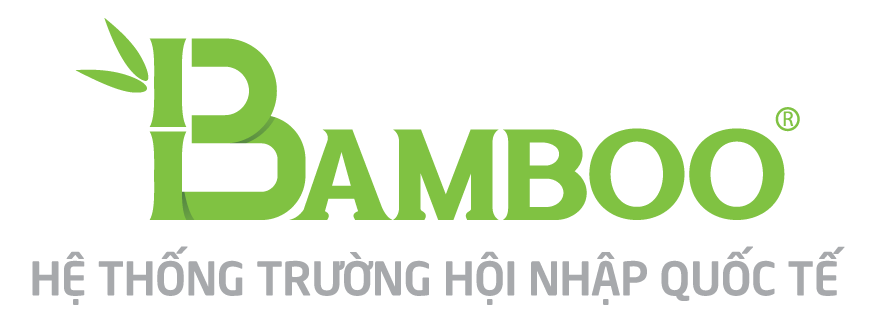 BAMBOO®
HỆ THỐNG TRƯỜNG HỘI NHẬP QUỐC TẾ